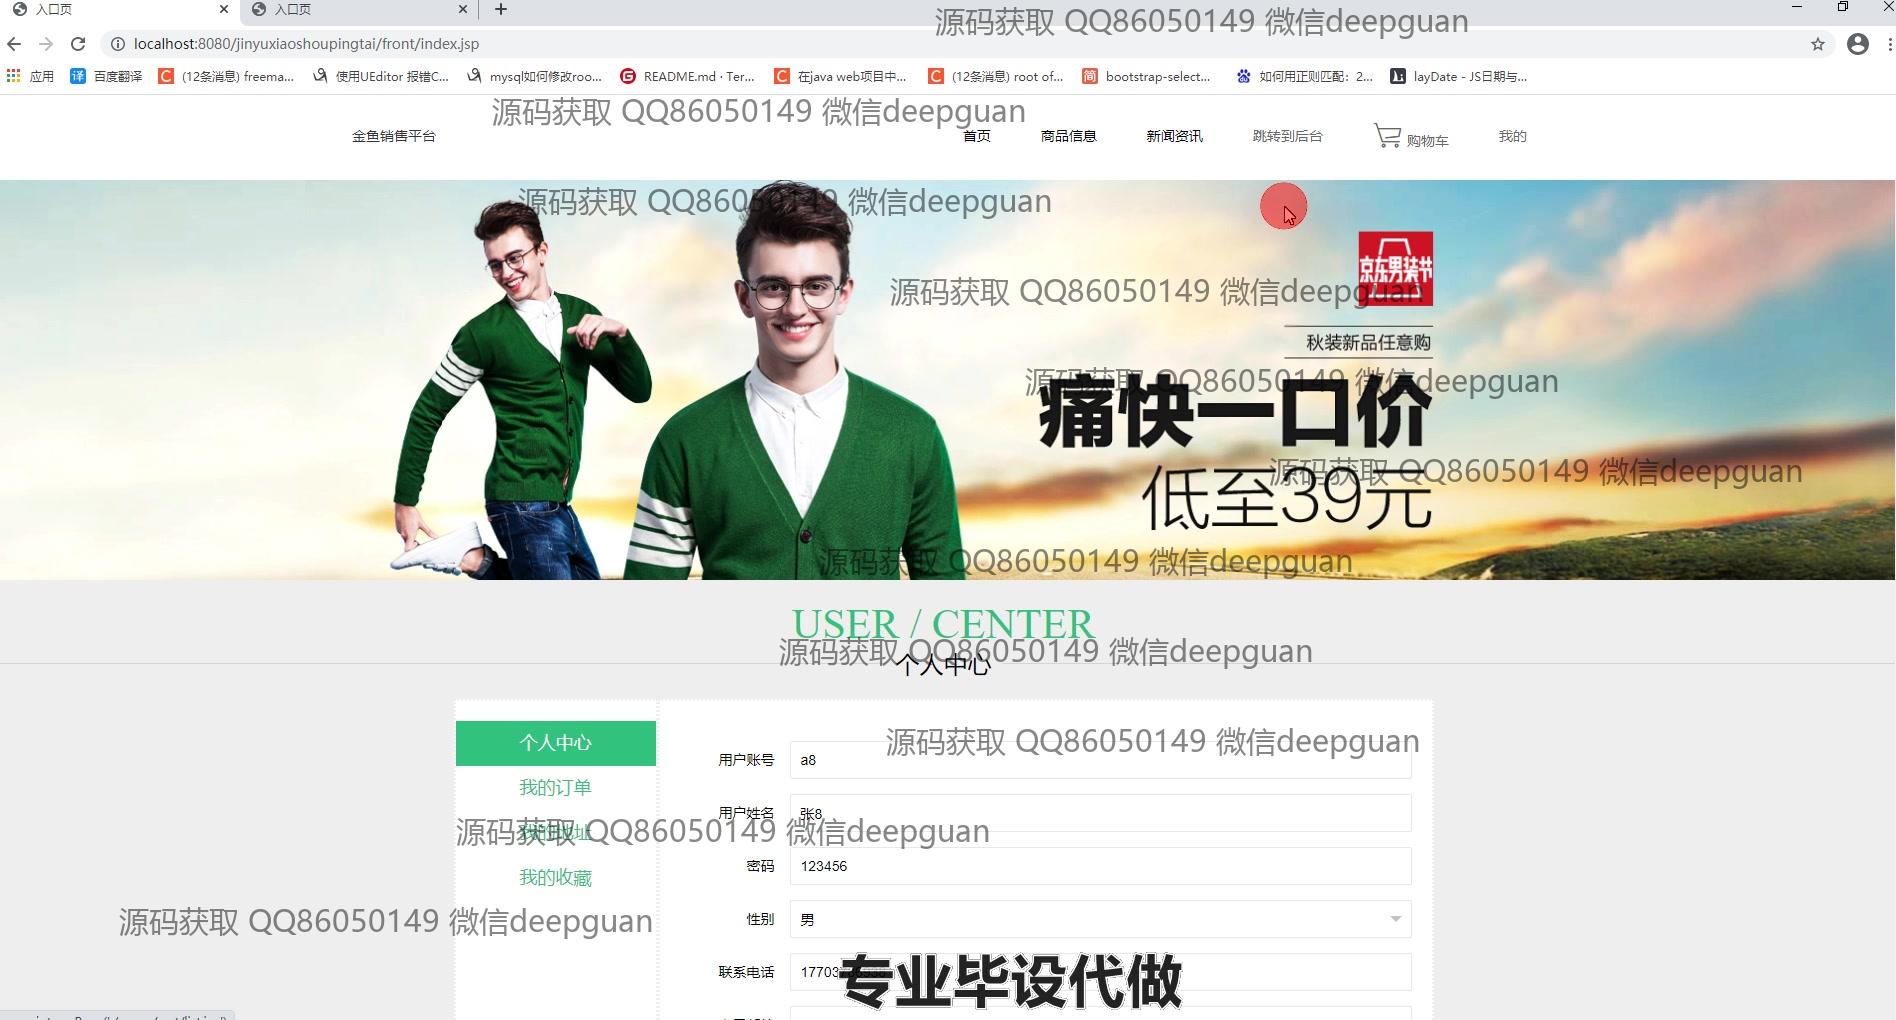 入口页
入口页
源码获取 QQ86050149 微信deepguan
localhost:8080/jinyuxiaoshoupingtai/front/index.jsp
应用
百度翻译
(12条消息) freema...
使用UEditor 报错C...
mysql如何修改roo...
README.md · Ter...
在java web项目中...
(12条消息) root of...
bootstrap-select...
如何用正则匹配：2...
layDate - JS日期与...
源码获取 QQ86050149 微信deepguan
金鱼销售平台
首页
商品信息
新闻资讯
跳转到后台
购物车
我的
源码获取 QQ86050149 微信deepguan
京东男装节
源码获取 QQ86050149 微信deepguan
秋装新品任意购
源码获取 QQ86050149 微信deepguan
痛快一口价
源码获取 QQ86050149 微信deepguan
低至39元
源码获取 QQ86050149 微信deepguan
USER / CENTER
源码获取 QQ86050149 微信deepguan
个人中心
个人中心
源码获取 QQ86050149 微信deepguan
用户账号
a8
我的订单
用户姓名
张8
我的地址
源码获取 QQ86050149 微信deepguan
密码
123456
我的收藏
源码获取 QQ86050149 微信deepguan
性别
男
联系电话
专业毕设代做